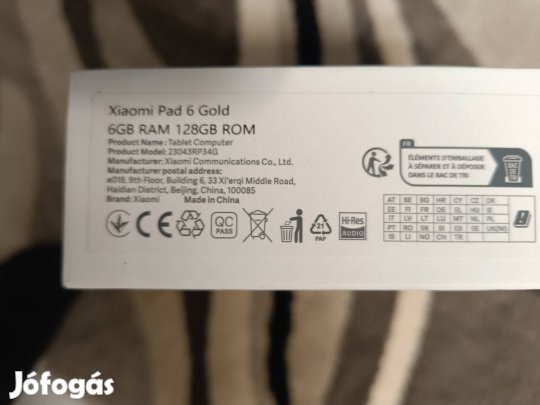 Xiaomi Pad 6 Gold
6GB RAM 128GB ROM
Product Name: Tablet Computer
Product Model: 23043RP34G
Manufacturer: Xiaomi Communications Co., Ltd.
Manufacturer postal address:
#019, 9th Floor, Building 6, 33 Xi'erqi Middle Road,
Haidian District, Beijing, China, 100085
Brand: Xiaomi Made in China
CE
QC
PASS
21
PAP
Hi-Res
AUDIO
FR
ÉLÉMENTS D'EMBALLAGE
À SÉPARER ET À DÉPOSER
DANS LE BAC DE TRI
AT BE BG HR CY CZ DK
EE FI FR DE EL HU IE
IT LV LT LU MT NL PL
PT RO SK SI ES SE UK(NI)
IS LI NO CH TR
Jófogás